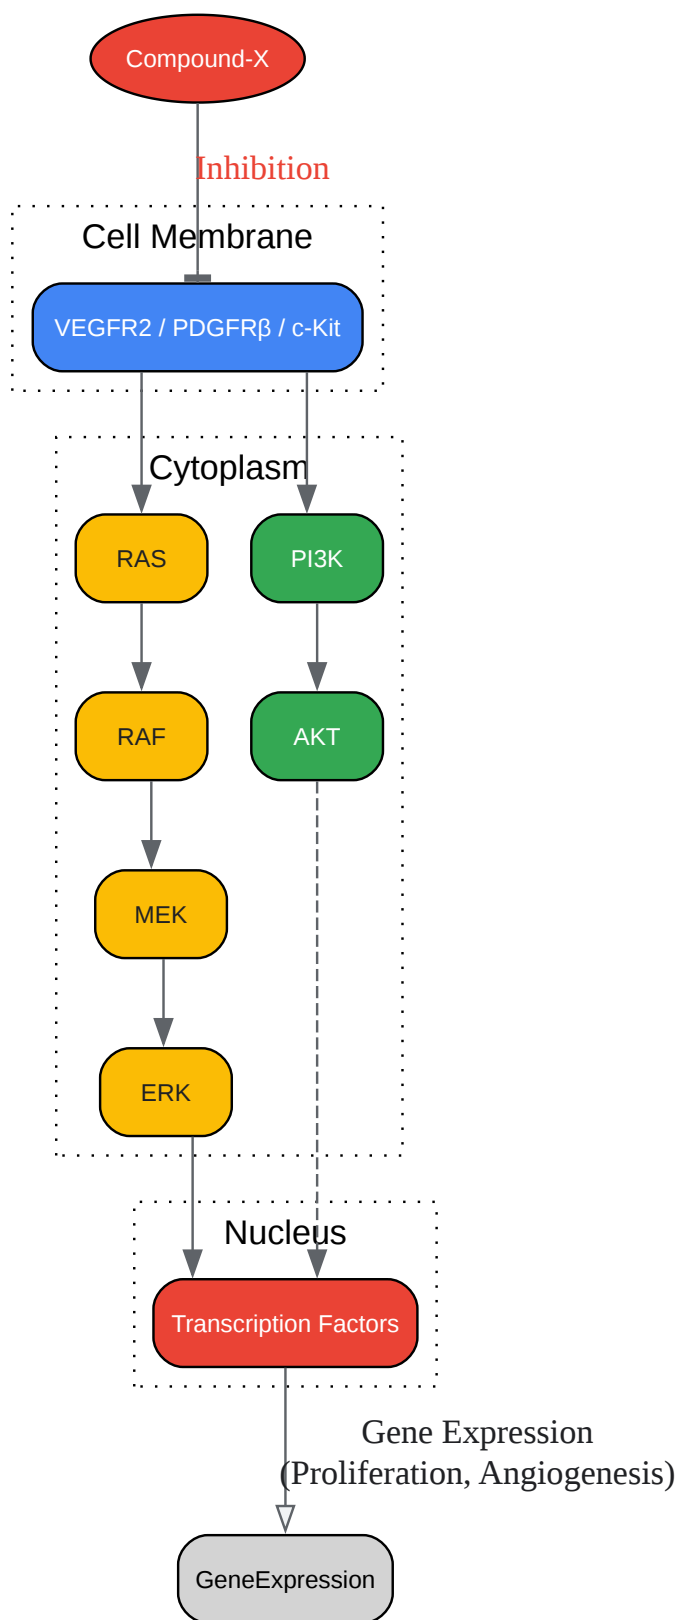 Compound-X
Inhibition
Cell Membrane
VEGFR2 / PDGFRβ / c-Kit
Cytoplasm
RAS
PI3K
RAF
AKT
MEK
ERK
Nucleus
Transcription Factors
Gene Expression
(Proliferation, Angiogenesis)
GeneExpression